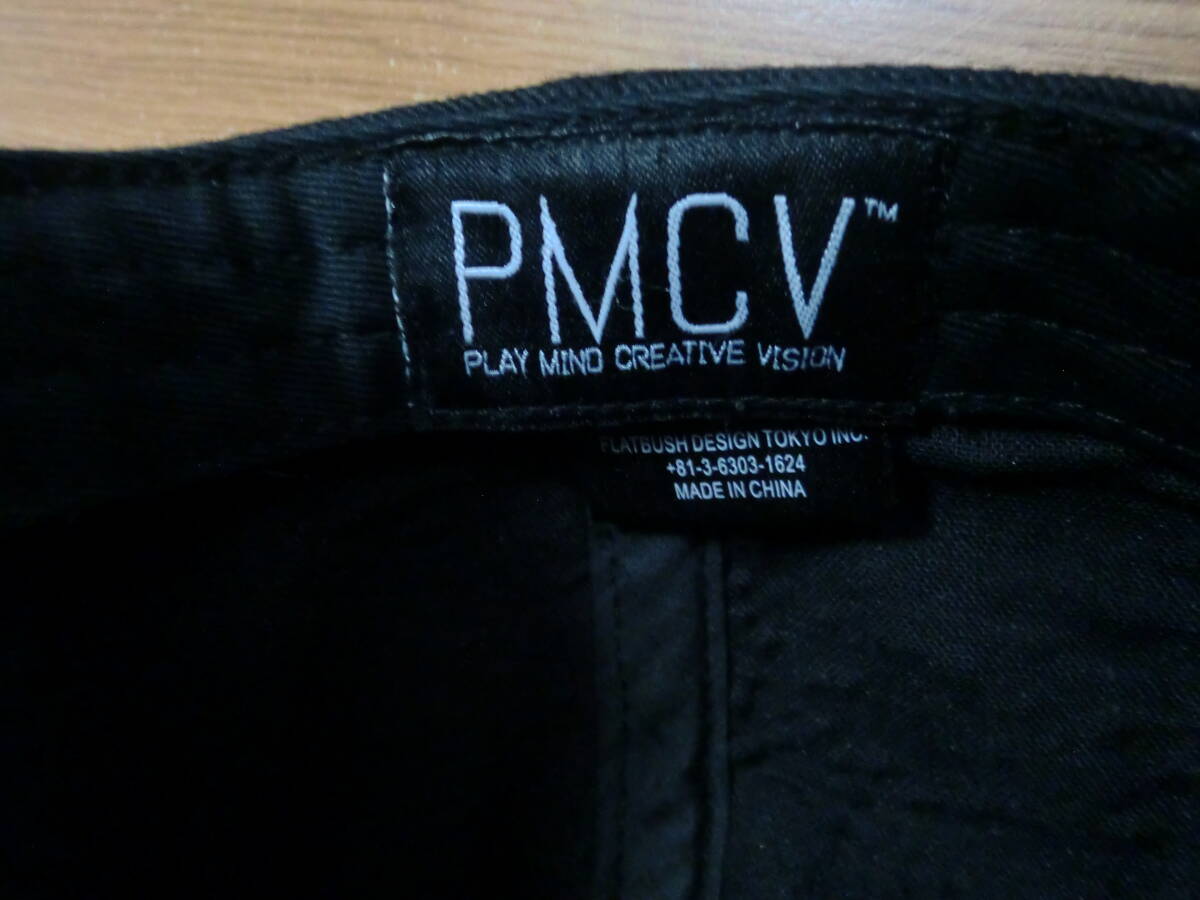 PMCV™
PLAY MIND CREATIVE VISION
FLATBUSH DESIGN TOKYO INC.
+81-3-6303-1624
MADE IN CHINA